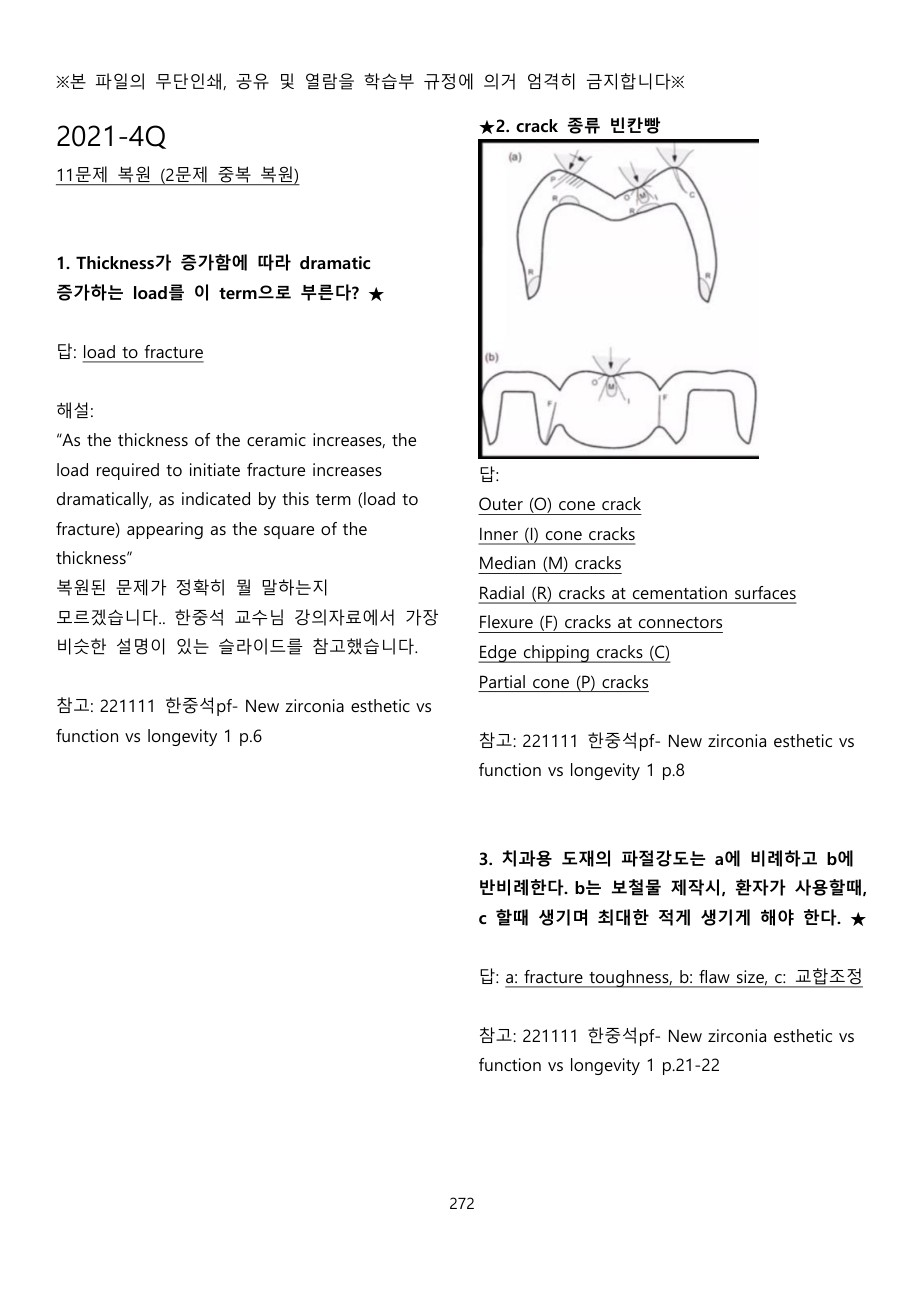 ※본 파일의 무단인쇄, 공유 및 열람을 학습부 규정에 의거 엄격히 금지합니다※
2021-4Q
11문제 복원 (2문제 중복 복원)
1. Thickness가 증가함에 따라 dramatic
증가하는 load를 이 term으로 부른다? ★
답: load to fracture
해설:
“As the thickness of the ceramic increases, the
load required to initiate fracture increases
dramatically, as indicated by this term (load to
fracture) appearing as the square of the
thickness”
복원된 문제가 정확히 뭘 말하는지
모르겠습니다.. 한중석 교수님 강의자료에서 가장
비슷한 설명이 있는 슬라이드를 참고했습니다.
참고: 221111 한중석pf- New zirconia esthetic vs
function vs longevity 1 p.6
★2. crack 종류 빈칸빵
(a)
P
R
O
M
I
R
C
R
R
(b)
O
M
I
F
F
답:
Outer (O) cone crack
Inner (I) cone cracks
Median (M) cracks
Radial (R) cracks at cementation surfaces
Flexure (F) cracks at connectors
Edge chipping cracks (C)
Partial cone (P) cracks
참고: 221111 한중석pf- New zirconia esthetic vs
function vs longevity 1 p.8
3. 치과용 도재의 파절강도는 a에 비례하고 b에
반비례한다. b는 보철물 제작시, 환자가 사용할때,
c 할때 생기며 최대한 적게 생기게 해야 한다. ★
답: a: fracture toughness, b: flaw size, c: 교합조정
참고: 221111 한중석pf- New zirconia esthetic vs
function vs longevity 1 p.21-22
272